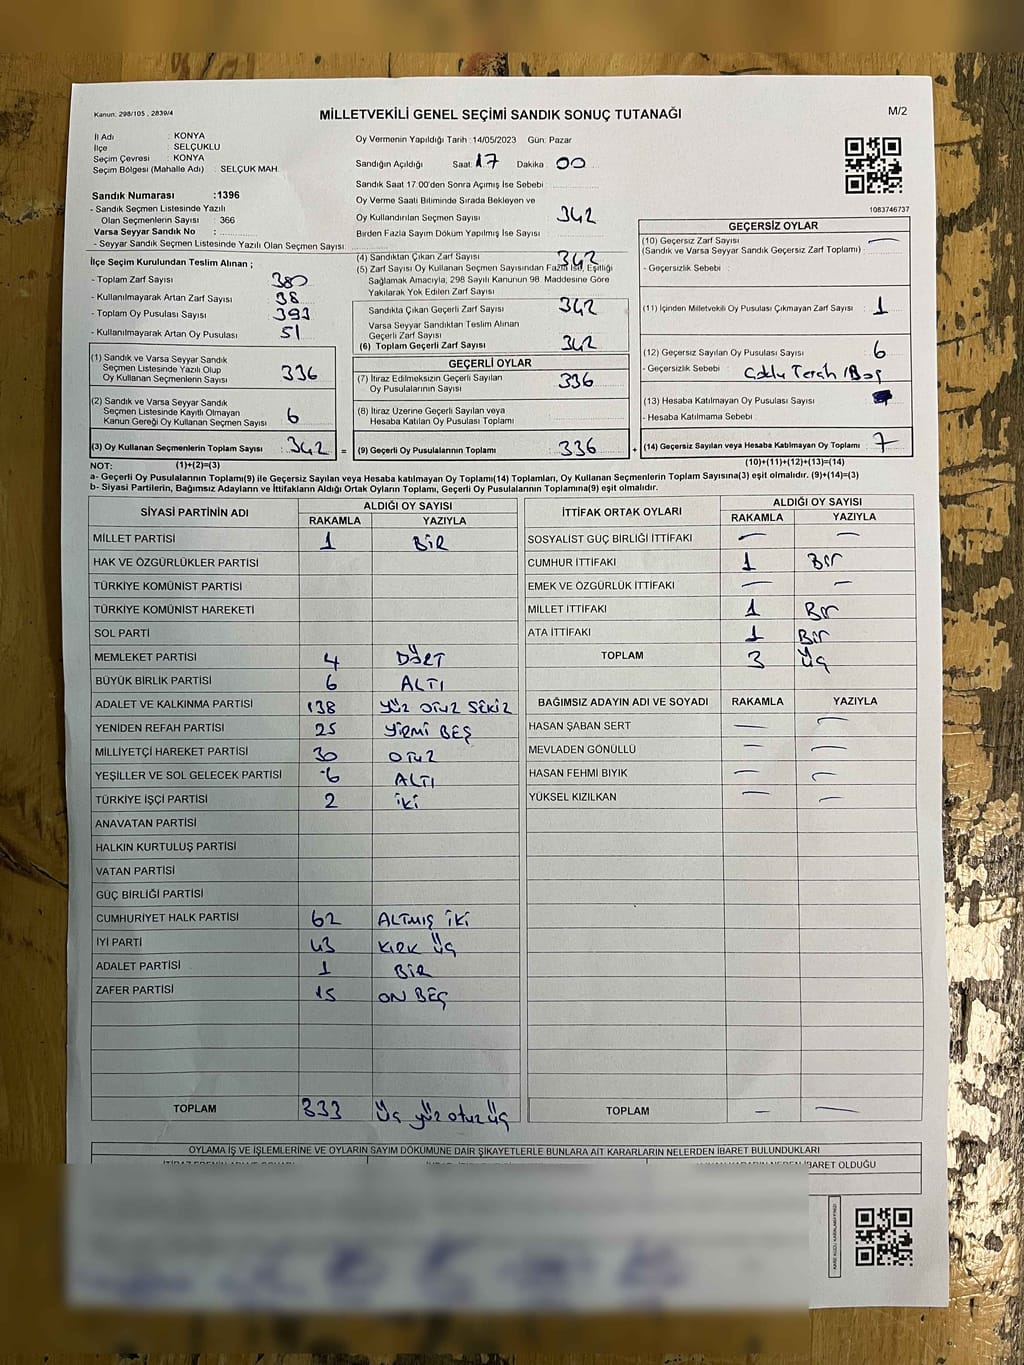 Kanun: 298/105 , 2839/4
MİLLETVEKİLİ GENEL SEÇİMİ SANDIK SONUÇ TUTANAĞI
M/2
İl Adı : KONYA
İlçe : SELÇUKLU
Seçim Çevresi : KONYA
Seçim Bölgesi (Mahalle Adı) : SELÇUK MAH.
Sandık Numarası : 1396
- Sandık Seçmen Listesinde Yazılı
Olan Seçmenlerin Sayısı : 366
Varsa Seyyar Sandık No :
- Seyyar Sandık Seçmen Listesinde Yazılı Olan Seçmen Sayısı:
Oy Vermenin Yapıldığı Tarih : 14/05/2023 Gün: Pazar
Sandığın Açıldığı Saat: 17 Dakika : 00
Sandık Saat 17:00'den Sonra Açımış İse Sebebi :
Oy Verme Saati Bitiminde Sırada Bekleyen ve
Oy Kullandırılan Seçmen Sayısı 342
Birden Fazla Sayım Döküm Yapılmış İse Sayısı :
1083746737
İlçe Seçim Kurulundan Teslim Alınan ;
- Toplam Zarf Sayısı 380
- Kullanılmayarak Artan Zarf Sayısı 38
- Toplam Oy Pusulası Sayısı 393
- Kullanılmayarak Artan Oy Pusulası 51
(1) Sandık ve Varsa Seyyar Sandık
Seçmen Listesinde Yazılı Olup
Oy Kullanan Seçmenlerin Sayısı 336
(2) Sandık ve Varsa Seyyar Sandık
Seçmen Listesinde Kayıtlı Olmayan
Kanun Gereği Oy Kullanan Seçmen Sayısı 6
(3) Oy Kullanan Seçmenlerin Toplam Sayısı : 342 =
(4) Sandıktan Çıkan Zarf Sayısı 342
(5) Zarf Sayısı Oy Kullanan Seçmen Sayısından Fazla İse, Eşitliği
Sağlamak Amacıyla, 298 Sayılı Kanunun 98. Maddesine Göre
Yakılarak Yok Edilen Zarf Sayısı
Sandıkta Çıkan Geçerli Zarf Sayısı 342
Varsa Seyyar Sandıktan Teslim Alınan
Geçerli Zarf Sayısı
(6) Toplam Geçerli Zarf Sayısı 342
GEÇERLİ OYLAR
(7) İtiraz Edilmeksizin Geçerli Sayılan
Oy Pusulalarının Sayısı 336
(8) İtiraz Üzerine Geçerli Sayılan veya
Hesaba Katılan Oy Pusulası Toplamı
(9) Geçerli Oy Pusulalarının Toplamı : 336 +
GEÇERSİZ OYLAR
(10) Geçersiz Zarf Sayısı —
(Sandık ve Varsa Seyyar Sandık Geçersiz Zarf Toplamı) :
- Geçersizlik Sebebi :
(11) İçinden Milletvekili Oy Pusulası Çıkmayan Zarf Sayısı : 1
(12) Geçersiz Sayılan Oy Pusulası Sayısı 6
- Geçersizlik Sebebi : Çoklu Tercih / Boş
(13) Hesaba Katılmayan Oy Pusulası Sayısı
- Hesaba Katılmama Sebebi
(14) Geçersiz Sayılan veya Hesaba Katılmayan Oy Toplamı : 7
NOT: (1)+(2)=(3) (10)+(11)+(12)+(13)=(14)
a- Geçerli Oy Pusulalarının Toplamı(9) ile Geçersiz Sayılan veya Hesaba katılmayan Oy Toplamı(14) Toplamları, Oy Kullanan Seçmenlerin Toplam Sayısına(3) eşit olmalıdır. (9)+(14)=(3)
b- Siyasi Partilerin, Bağımsız Adayların ve İttifakların Aldığı Ortak Oyların Toplamı, Geçerli Oy Pusulalarının Toplamına(9) eşit olmalıdır.
SİYASİ PARTİNİN ADI ALDIĞI OY SAYISI
RAKAMLA YAZIYLA
MİLLET PARTİSİ 1 BİR
HAK VE ÖZGÜRLÜKLER PARTİSİ
TÜRKİYE KOMÜNİST PARTİSİ
TÜRKİYE KOMÜNİST HAREKETİ
SOL PARTİ
MEMLEKET PARTİSİ 4 DÖRT
BÜYÜK BİRLİK PARTİSİ 6 ALTI
ADALET VE KALKINMA PARTİSİ 138 YÜZ OTUZ SEKİZ
YENİDEN REFAH PARTİSİ 25 YİRMİ BEŞ
MİLLİYETÇİ HAREKET PARTİSİ 30 OTUZ
YEŞİLLER VE SOL GELECEK PARTİSİ 6 ALTI
TÜRKİYE İŞÇİ PARTİSİ 2 İKİ
ANAVATAN PARTİSİ
HALKIN KURTULUŞ PARTİSİ
VATAN PARTİSİ
GÜÇ BİRLİĞİ PARTİSİ
CUMHURİYET HALK PARTİSİ 62 ALTMIŞ İKİ
İYİ PARTİ 43 KIRK ÜÇ
ADALET PARTİSİ 1 BİR
ZAFER PARTİSİ 15 ON BEŞ
TOPLAM 333 Üç yüz otuz üç
İTTİFAK ORTAK OYLARI ALDIĞI OY SAYISI
RAKAMLA YAZIYLA
SOSYALİST GÜÇ BİRLİĞİ İTTİFAKI — —
CUMHUR İTTİFAKI 1 Bir
EMEK VE ÖZGÜRLÜK İTTİFAKI — —
MİLLET İTTİFAKI 1 Bir
ATA İTTİFAKI 1 Bir
TOPLAM 3 Üç
BAĞIMSIZ ADAYIN ADI VE SOYADI RAKAMLA YAZIYLA
HASAN ŞABAN SERT — —
MEVLADEN GÖNÜLLÜ — —
HASAN FEHMİ BIYIK — —
YÜKSEL KIZILKAN — —
TOPLAM — —
OYLAMA İŞ VE İŞLEMLERİNE VE OYLARIN SAYIM DÖKÜMÜNE DAİR ŞİKAYETLERLE BUNLARA AİT KARARLARIN NELERDEN İBARET BULUNDUKLARI
İBARET OLDUĞU